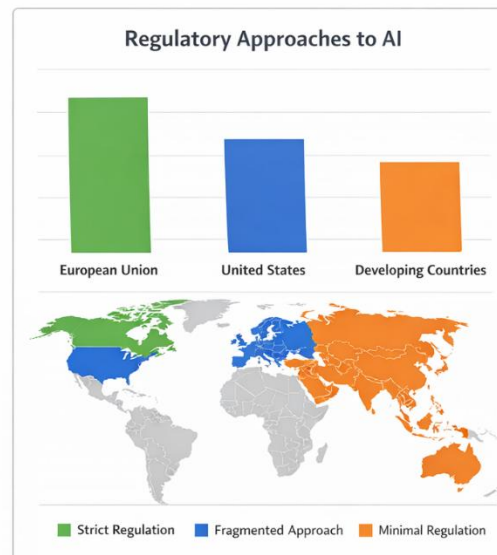 Regulatory Approaches to AI
European Union United States Developing Countries
Strict Regulation Fragmented Approach Minimal Regulation